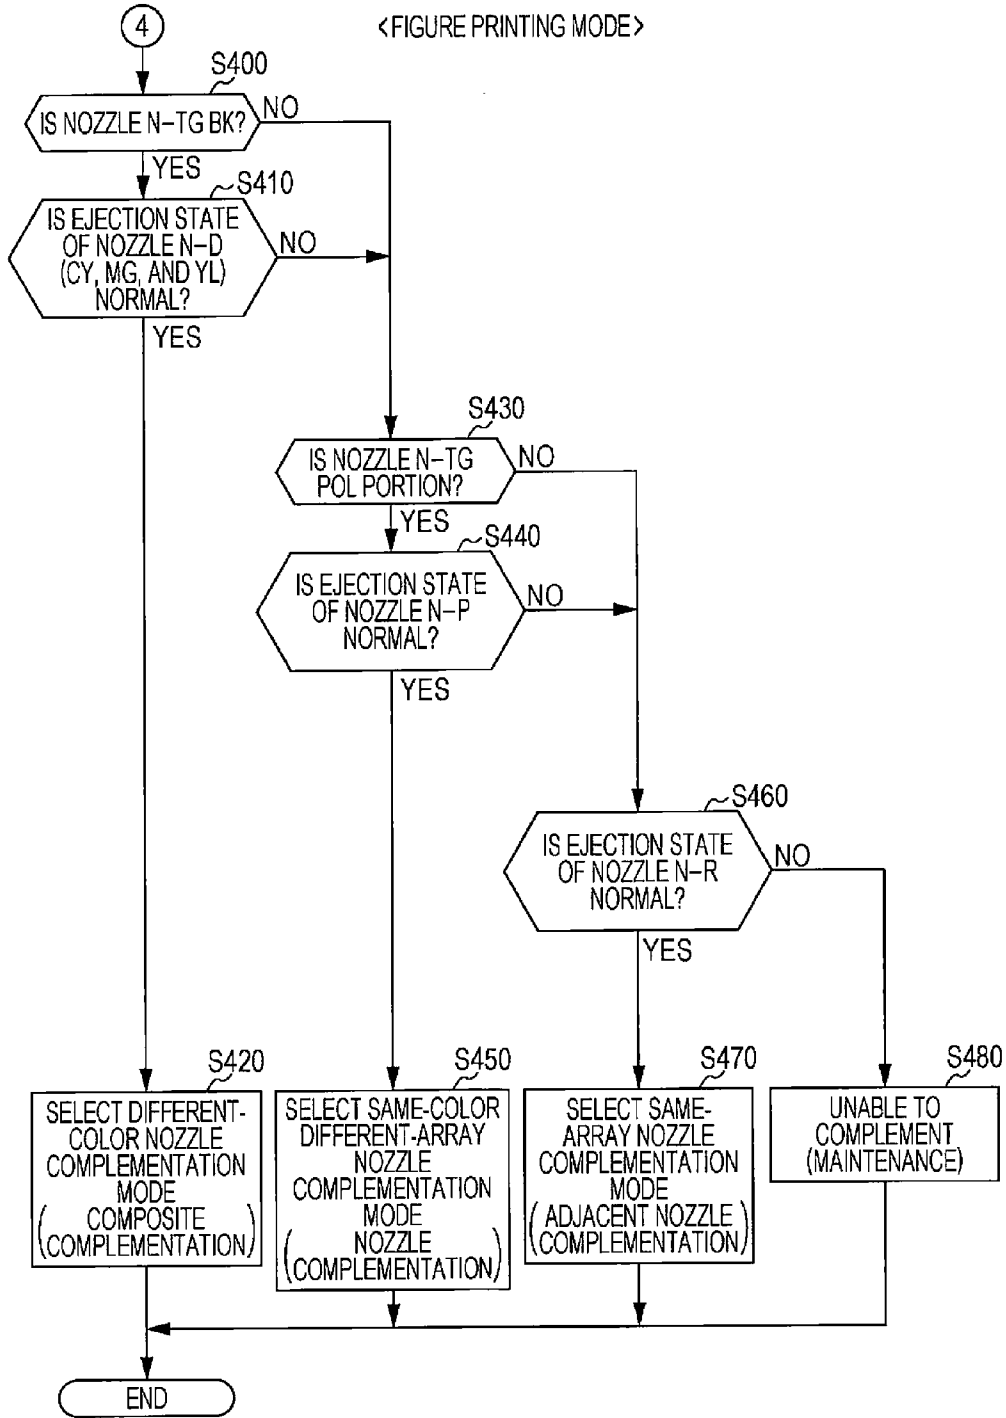 4
<FIGURE PRINTING MODE>
S400
IS NOZZLE N-TG BK?
NO
YES
S410
IS EJECTION STATE
OF NOZZLE N-D
(CY, MG, AND YL)
NORMAL?
NO
YES
S430
IS NOZZLE N-TG
POL PORTION?
NO
YES
S440
IS EJECTION STATE
OF NOZZLE N-P
NORMAL?
NO
YES
S460
IS EJECTION STATE
OF NOZZLE N-R
NORMAL?
NO
YES
S420
SELECT DIFFERENT-
COLOR NOZZLE
COMPLEMENTATION
MODE
(COMPOSITE
COMPLEMENTATION)
S450
SELECT SAME-COLOR
DIFFERENT-ARRAY
NOZZLE
COMPLEMENTATION
MODE
(NOZZLE
COMPLEMENTATION)
S470
SELECT SAME-
ARRAY NOZZLE
COMPLEMENTATION
MODE
(ADJACENT NOZZLE
COMPLEMENTATION)
S480
UNABLE TO
COMPLEMENT
(MAINTENANCE)
END